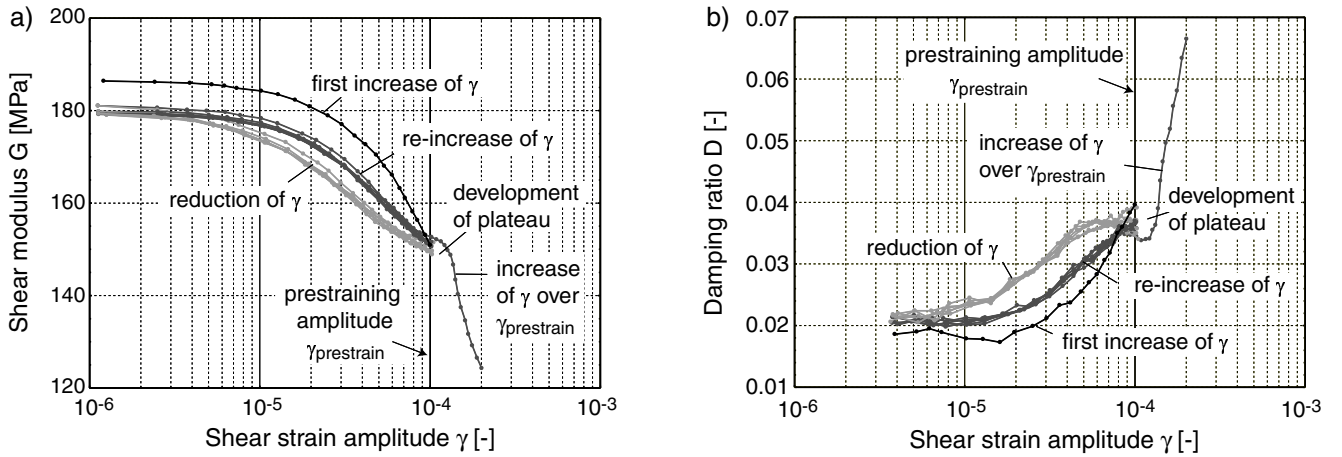 a)
200
180
160
140
120
Shear modulus G [MPa]
first increase of γ
re-increase of γ
reduction of γ
development
of plateau
prestraining
amplitude
γprestrain
increase
of γ over
γprestrain
10-6
10-5
10-4
10-3
Shear strain amplitude γ [-]
b)
0.07
0.06
0.05
0.04
0.03
0.02
0.01
Damping ratio D [-]
prestraining amplitude
γprestrain
increase of γ
over γprestrain
development
of plateau
reduction of γ
re-increase of γ
first increase of γ
10-6
10-5
10-4
10-3
Shear strain amplitude γ [-]